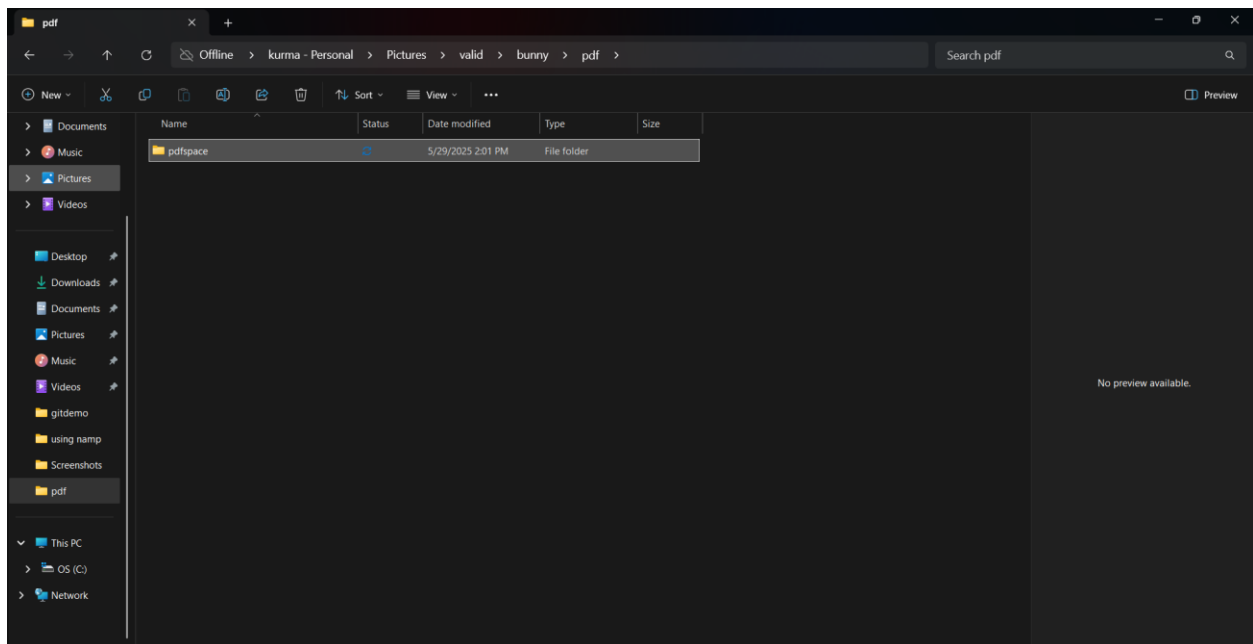 pdf
Offline > kurma - Personal > Pictures > valid > bunny > pdf >
Search pdf
New
Sort
View
Preview
Documents
Music
Pictures
Videos
Desktop
Downloads
Documents
Pictures
Music
Videos
gitdemo
using namp
Screenshots
pdf
This PC
OS (C:)
Network
Name Status Date modified Type Size
pdfspace 5/29/2025 2:01 PM File folder
No preview available.